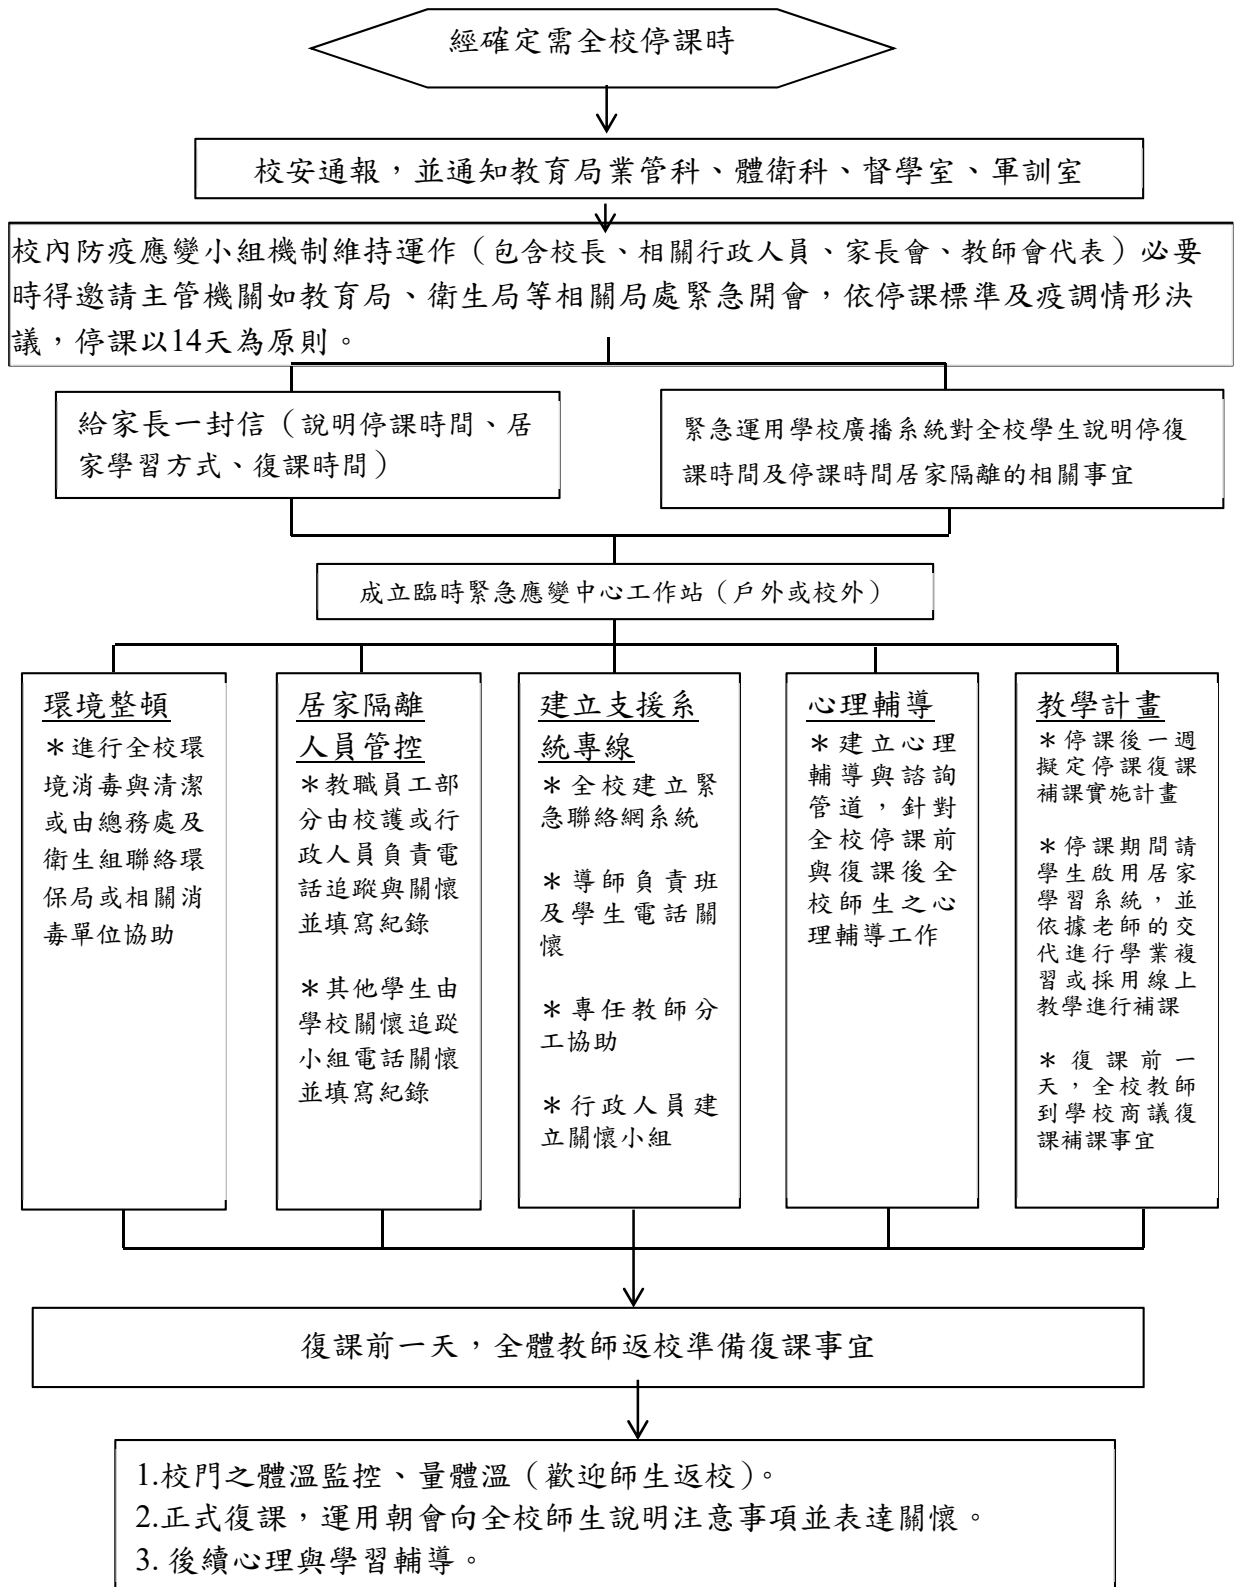 經確定需全校停課時
校安通報，並通知教育局業管科、體衛科、督學室、軍訓室
校內防疫應變小組機制維持運作（包含校長、相關行政人員、家長會、教師會代表）必要
時得邀請主管機關如教育局、衛生局等相關局處緊急開會，依停課標準及疫調情形決
議，停課以14天為原則。
給家長一封信（說明停課時間、居
家學習方式、復課時間）
緊急運用學校廣播系統對全校學生說明停復
課時間及停課時間居家隔離的相關事宜
成立臨時緊急應變中心工作站（戶外或校外）
環境整頓
＊進行全校環
境消毒與清潔
或由總務處及
衛生組聯絡環
保局或相關消
毒單位協助
居家隔離
人員管控
＊教職員工部
分由校護或行
政人員負責電
話追蹤與關懷
並填寫紀錄
＊其他學生由
學校關懷追蹤
小組電話關懷
並填寫紀錄
建立支援系
統專線
＊全校建立緊
急聯絡網系統
＊導師負責班
及學生電話關
懷
＊專任教師分
工協助
＊行政人員建
立關懷小組
心理輔導
＊建立心理
輔導與諮詢
管道，針對
全校停課前
與復課後全
校師生之心
理輔導工作
教學計畫
＊停課後一週
擬定停課復課
補課實施計畫
＊停課期間請
學生啟用居家
學習系統，並
依據老師的交
代進行學業複
習或採用線上
教學進行補課
＊復課前一
天，全校教師
到學校商議復
課補課事宜
復課前一天，全體教師返校準備復課事宜
1.校門之體溫監控、量體溫（歡迎師生返校）。
2.正式復課，運用朝會向全校師生說明注意事項並表達關懷。
3. 後續心理與學習輔導。